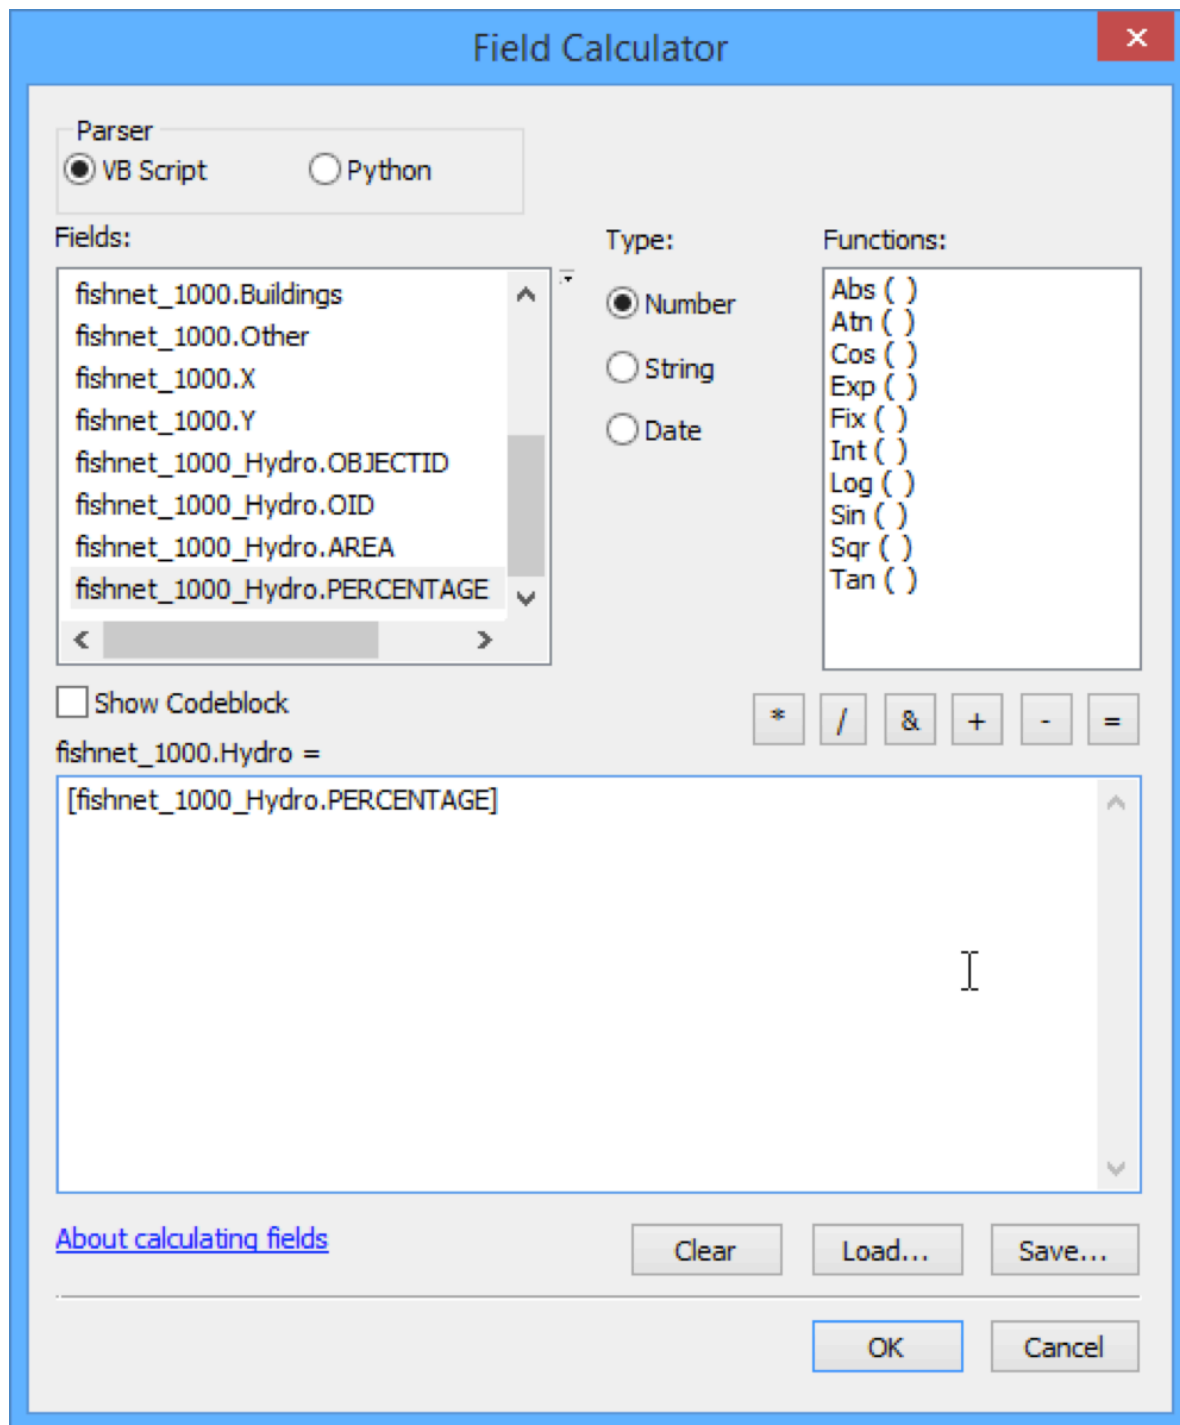 Field Calculator
Parser
VB Script
Python
Fields:
Type:
Functions:
fishnet_1000.Buildings
fishnet_1000.Other
fishnet_1000.X
fishnet_1000.Y
fishnet_1000_Hydro.OBJECTID
fishnet_1000_Hydro.OID
fishnet_1000_Hydro.AREA
fishnet_1000_Hydro.PERCENTAGE
Number
String
Date
Abs ( )
Atn ( )
Cos ( )
Exp ( )
Fix ( )
Int ( )
Log ( )
Sin ( )
Sqr ( )
Tan ( )
Show Codeblock
* / & + - =
fishnet_1000.Hydro =
[fishnet_1000_Hydro.PERCENTAGE]
About calculating fields
Clear
Load...
Save...
OK
Cancel